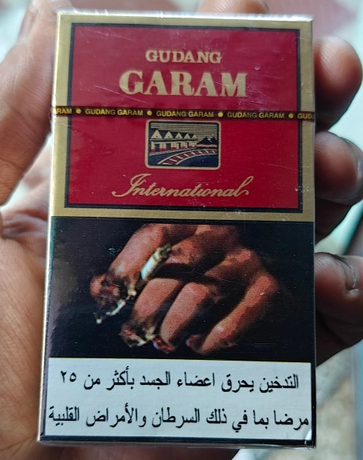 GUDANG
GARAM
RAM • GUDANG GARAM • GUDANG GARAM • GUDANG GARAM • GUDANG
International
التدخين يحرق اعضاء الجسد بأكثر من ٢٥
مرضا بما في ذلك السرطان والأمراض القلبية